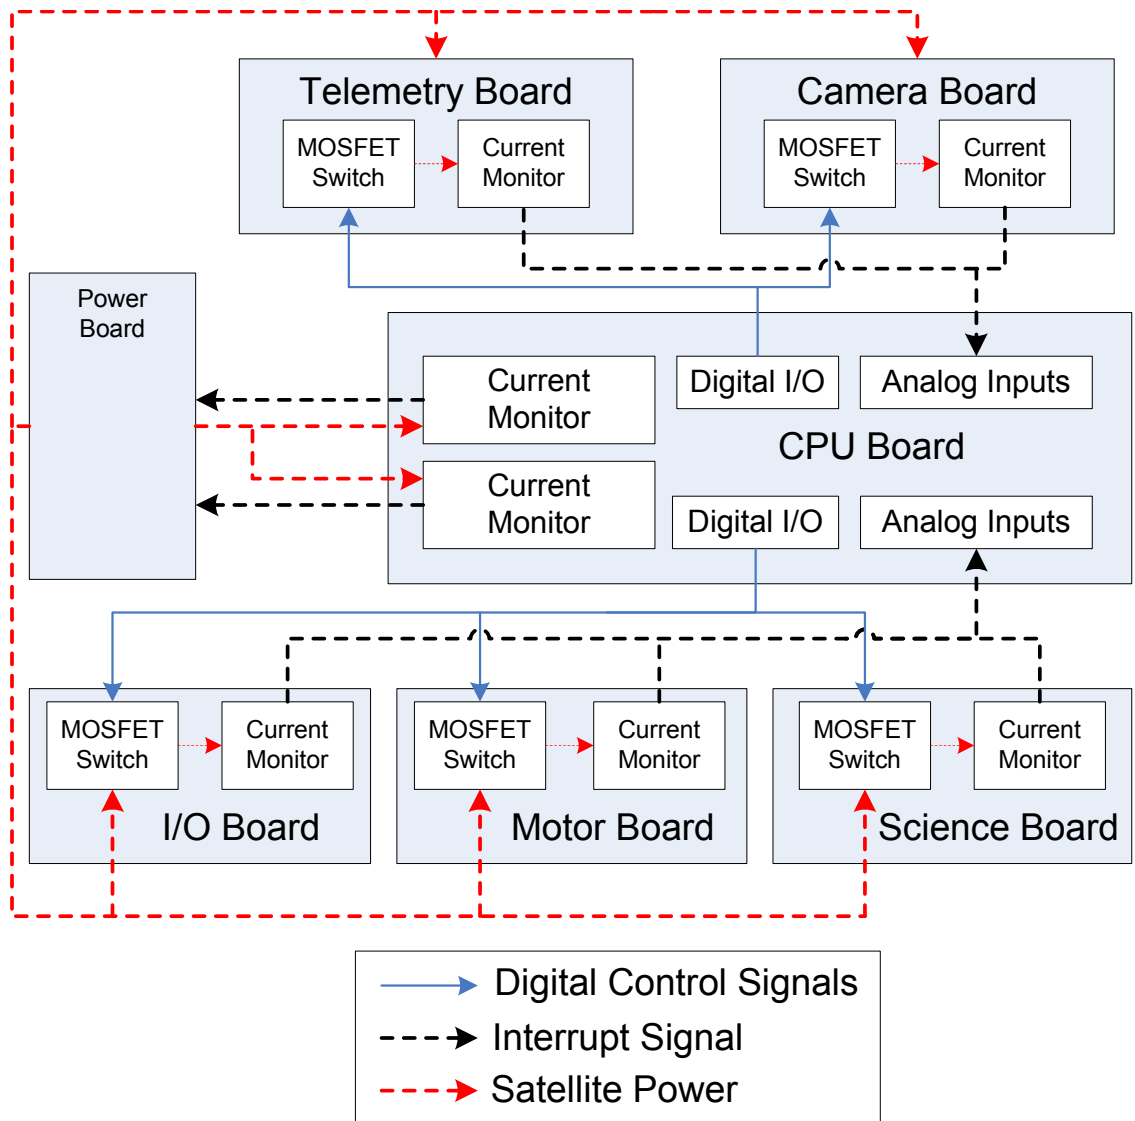 Telemetry Board
MOSFET
Switch
Current
Monitor
Camera Board
MOSFET
Switch
Current
Monitor
Power
Board
Current
Monitor
Digital I/O
Analog Inputs
CPU Board
Current
Monitor
Digital I/O
Analog Inputs
MOSFET
Switch
Current
Monitor
I/O Board
MOSFET
Switch
Current
Monitor
Motor Board
MOSFET
Switch
Current
Monitor
Science Board
Digital Control Signals
Interrupt Signal
Satellite Power